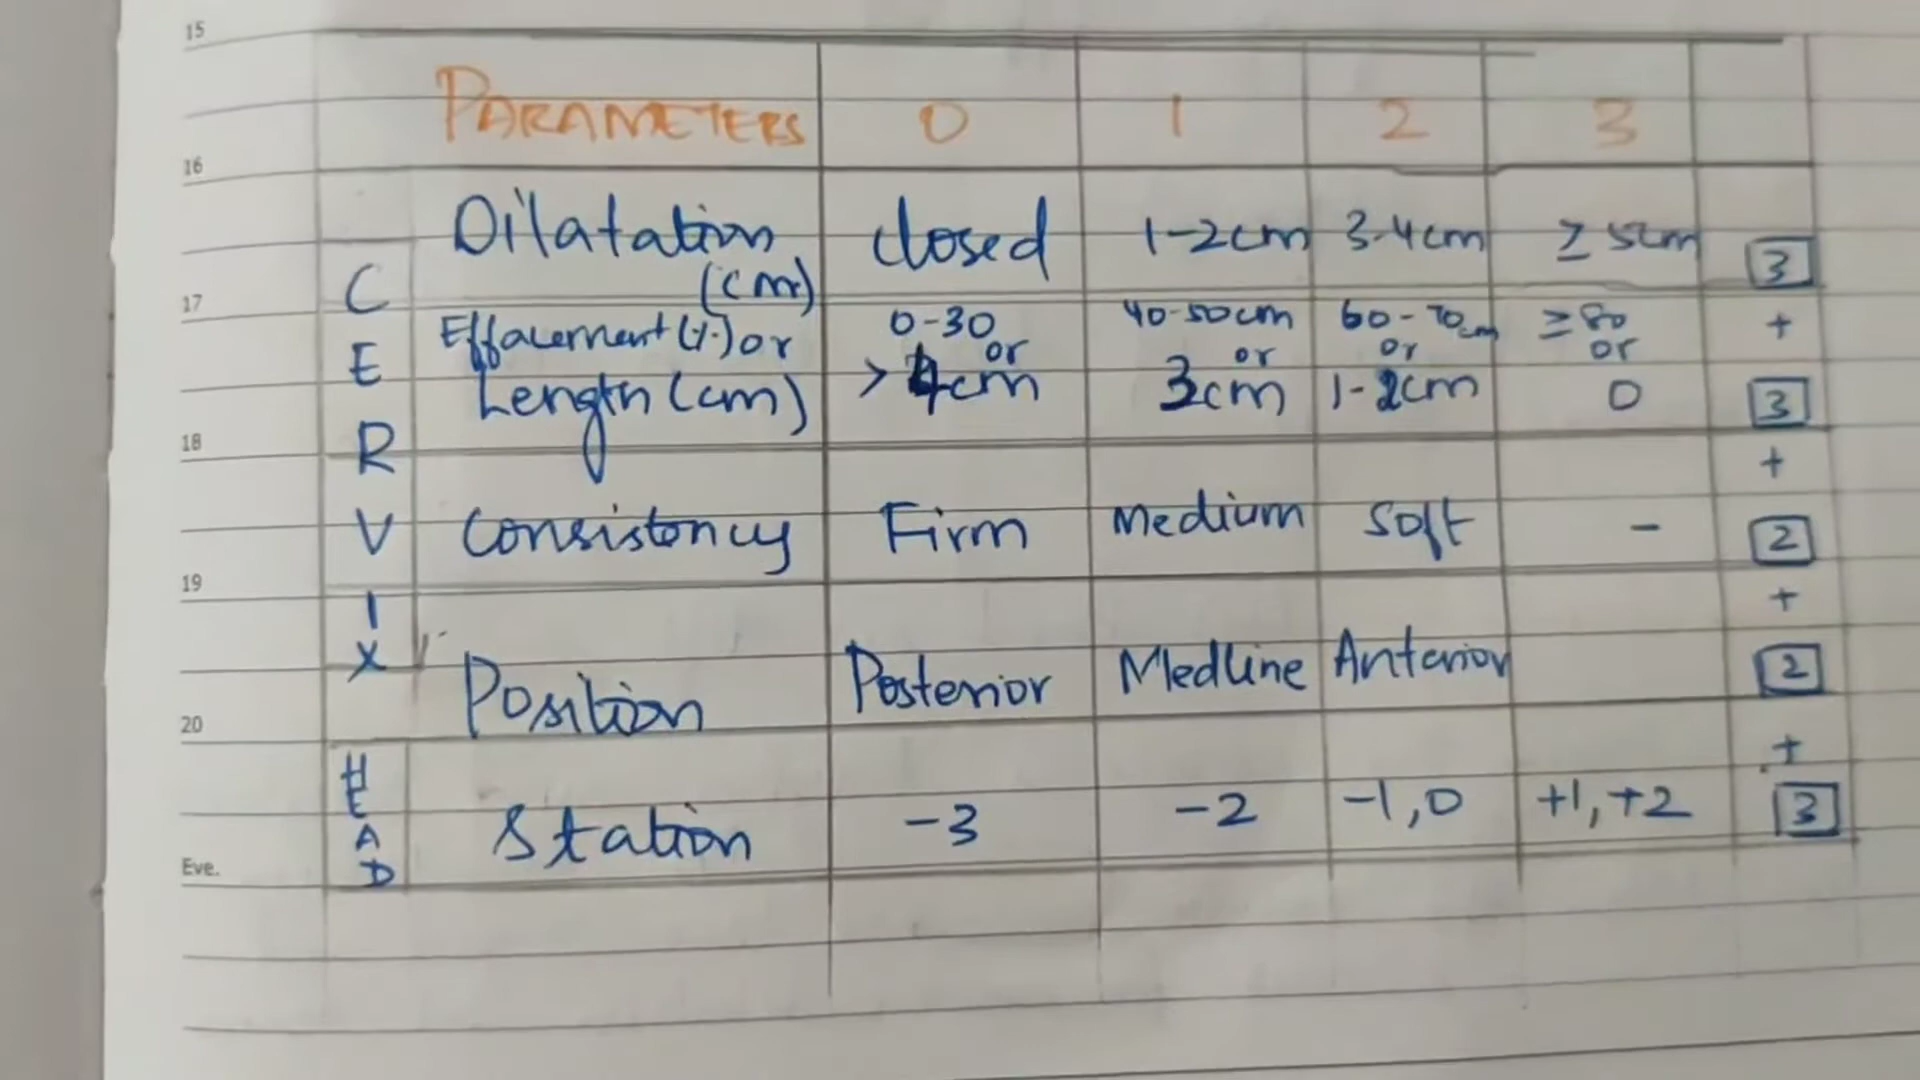 15
PARAMETERS 0 1 2 3
16
Dilatation closed 1-2cm 3-4cm ≥ 5cm 3
C (cm)
17
Effacement (%) or 0-30 40-50cm 60-70cm ≥80 +
or or or or
E Length (cm) > 4cm 3cm 1-2cm 0 3
18
R +
V Consistency Firm Medium Soft - 2
19
I +
X Position Posterior Medline Anterior 2
20
HEAD Station -3 -2 -1,0 +1,+2 3
+
Eve.